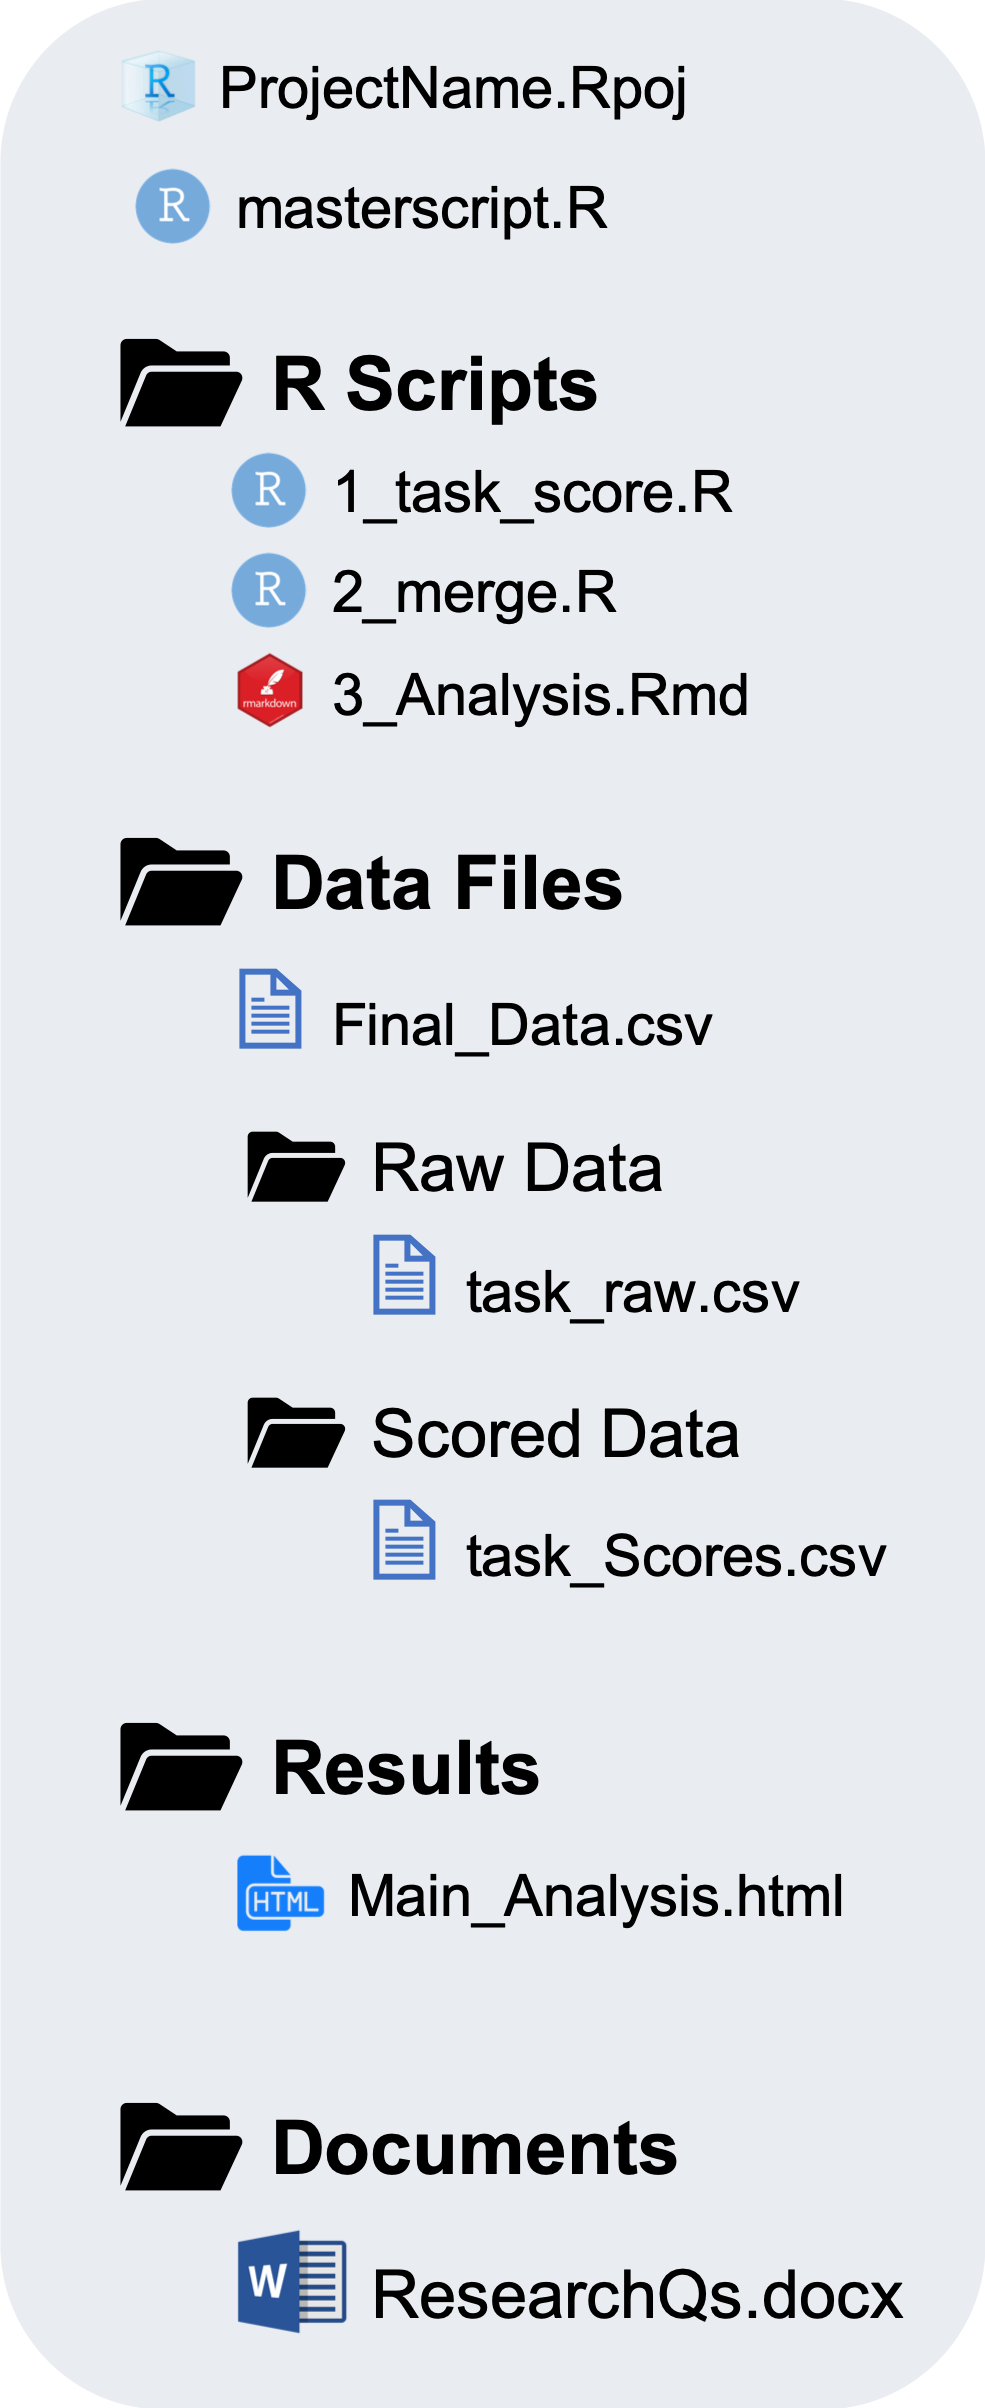 R ProjectName.Rpoj
R masterscript.R
R Scripts
R 1_task_score.R
R 2_merge.R
rmarkdown 3_Analysis.Rmd
Data Files
Final_Data.csv
Raw Data
task_raw.csv
Scored Data
task_Scores.csv
Results
HTML Main_Analysis.html
Documents
W ResearchQs.docx